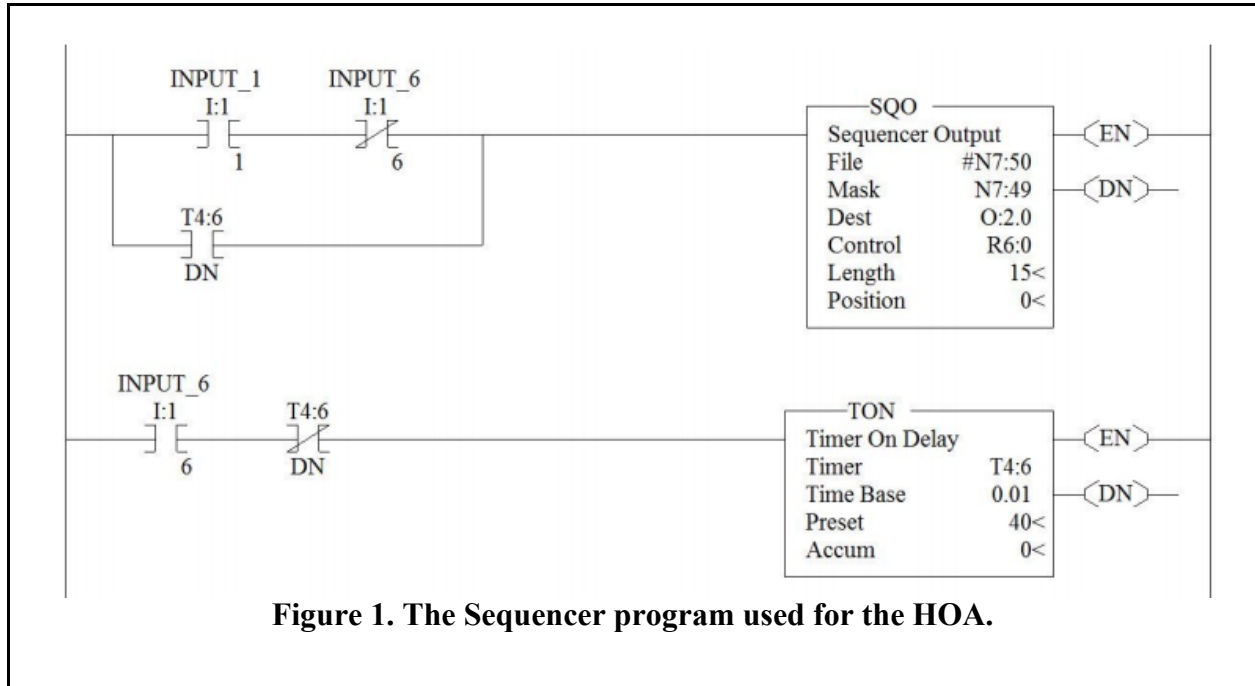 INPUT_1 INPUT_6
I:1 I:1
1 6
T4:6
DN
SQO
Sequencer Output
File #N7:50
Mask N7:49
Dest O:2.0
Control R6:0
Length 15<
Position 0<
EN
DN
INPUT_6
I:1 T4:6
6 DN
TON
Timer On Delay
Timer T4:6
Time Base 0.01
Preset 40<
Accum 0<
EN
DN
Figure 1. The Sequencer program used for the HOA.